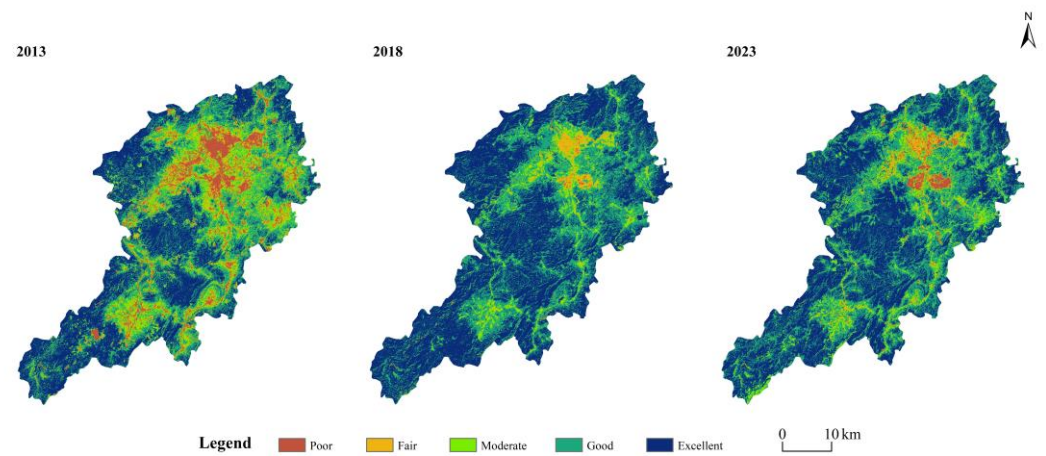 N
2013
2018
2023
Legend
Poor
Fair
Moderate
Good
Excellent
0 10 km